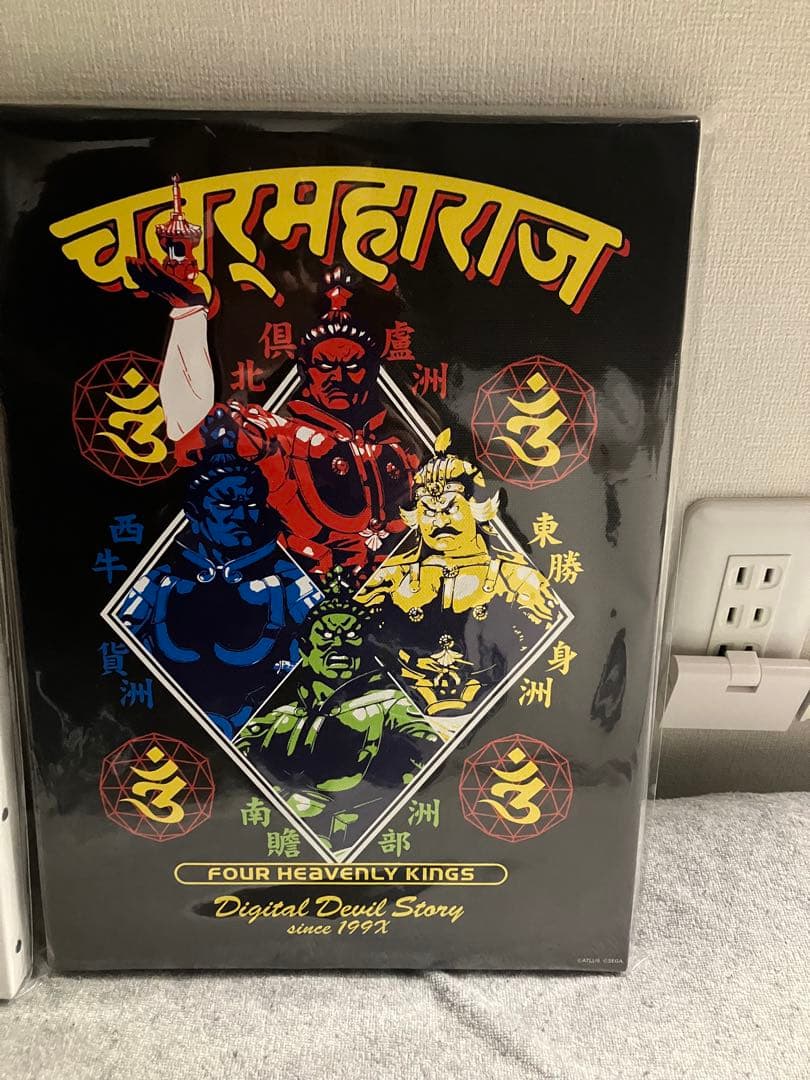 चतुर्महाराज
北倶盧洲
西牛貨洲
東勝身洲
南贍部洲
FOUR HEAVENLY KINGS
Digital Devil Story
since 199X
©ATLUS ©SEGA